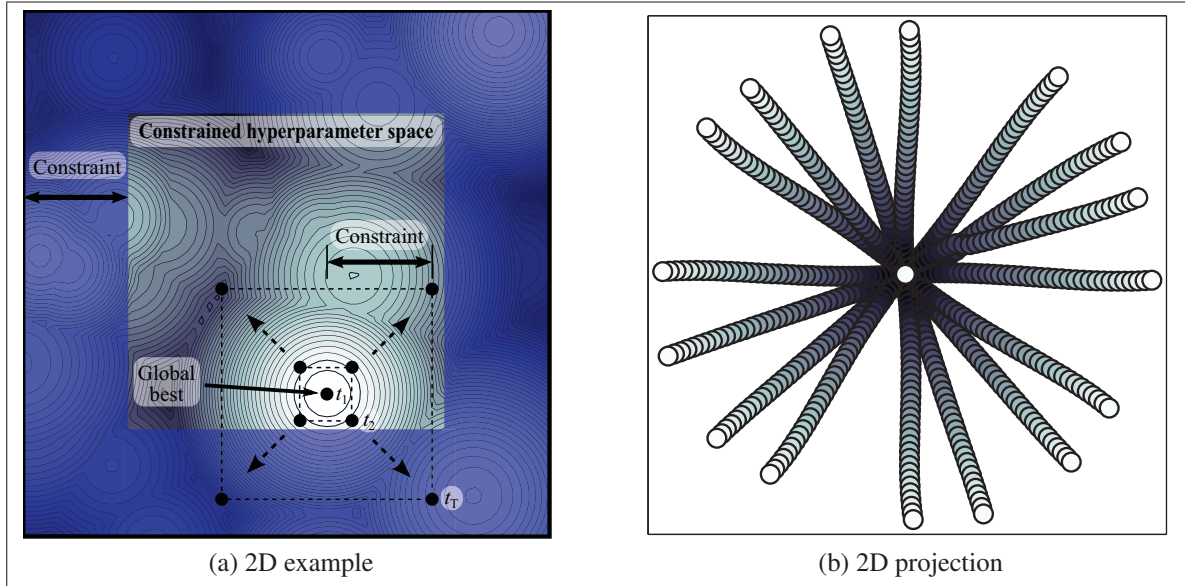 Constrained hyperparameter space
Constraint
Constraint
Global
best
t1
t2
tT
(a) 2D example
(b) 2D projection